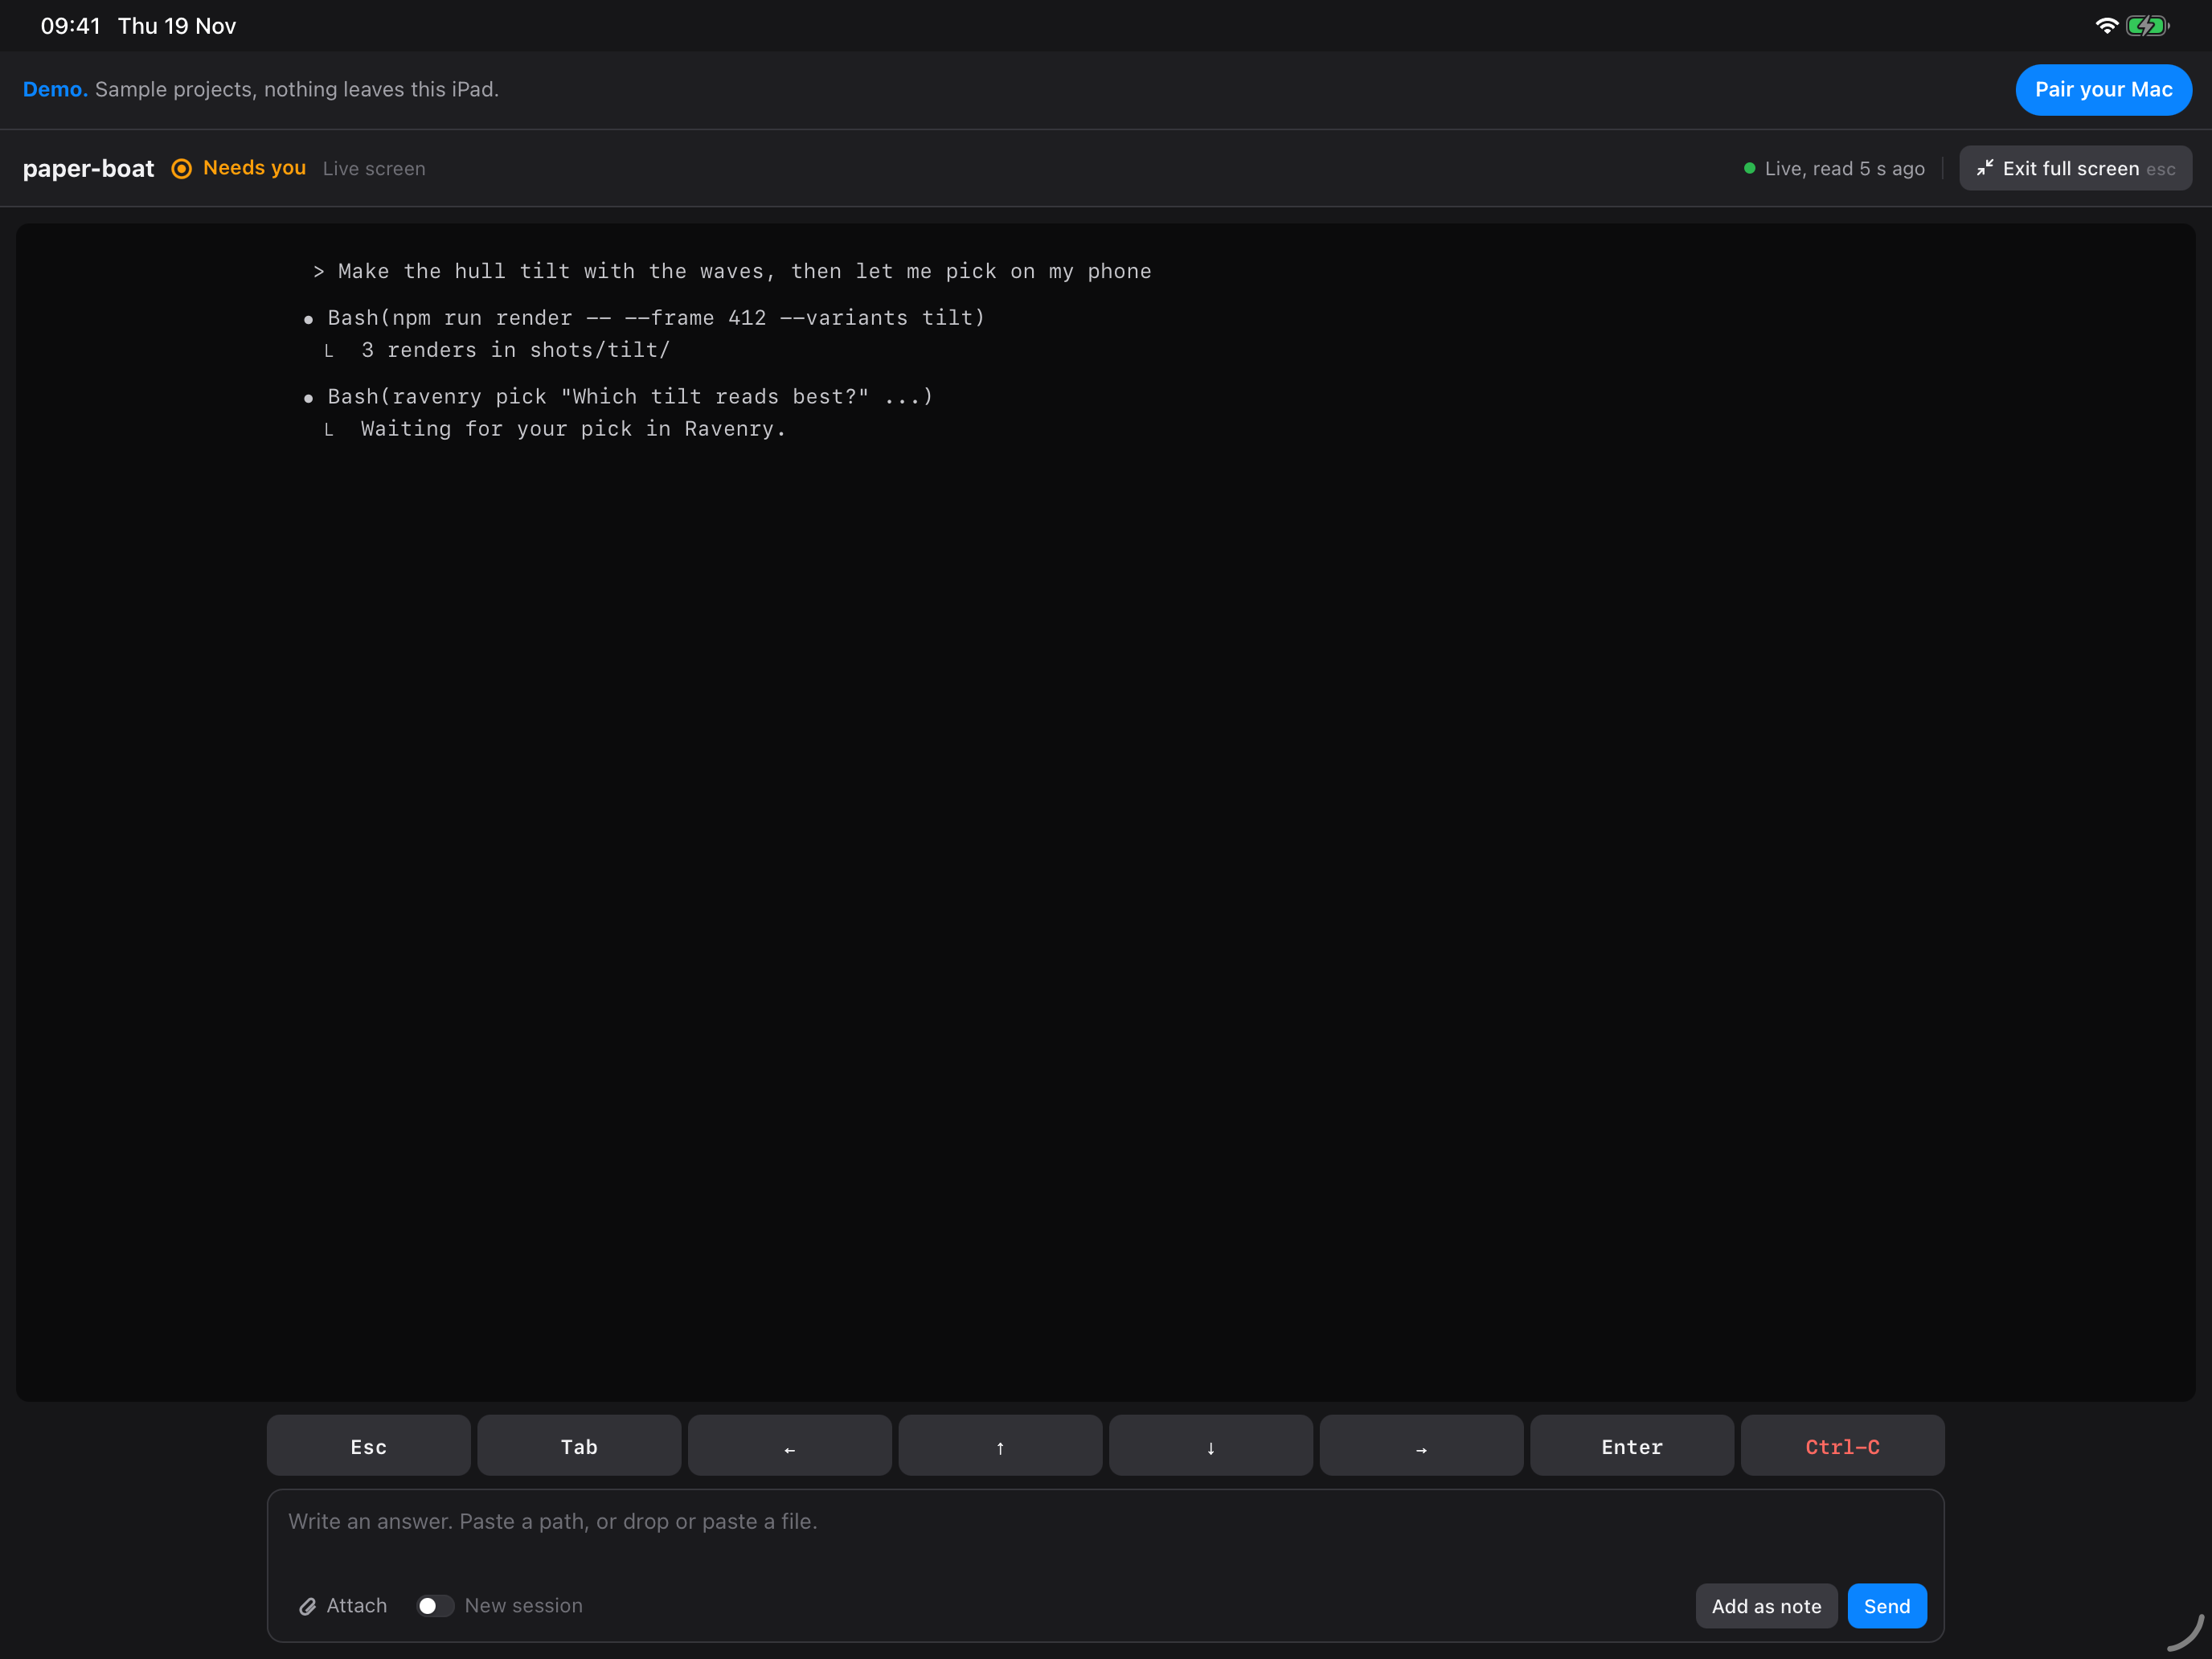 09:41 Thu 19 Nov
Demo. Sample projects, nothing leaves this iPad.
Pair your Mac
paper-boat Needs you Live screen
Live, read 5 s ago
Exit full screen esc
> Make the hull tilt with the waves, then let me pick on my phone
● Bash(npm run render -- --frame 412 --variants tilt)
└ 3 renders in shots/tilt/
● Bash(ravenry pick "Which tilt reads best?" ...)
└ Waiting for your pick in Ravenry.
Esc Tab ← ↑ ↓ → Enter Ctrl-C
Write an answer. Paste a path, or drop or paste a file.
Attach New session
Add as note Send